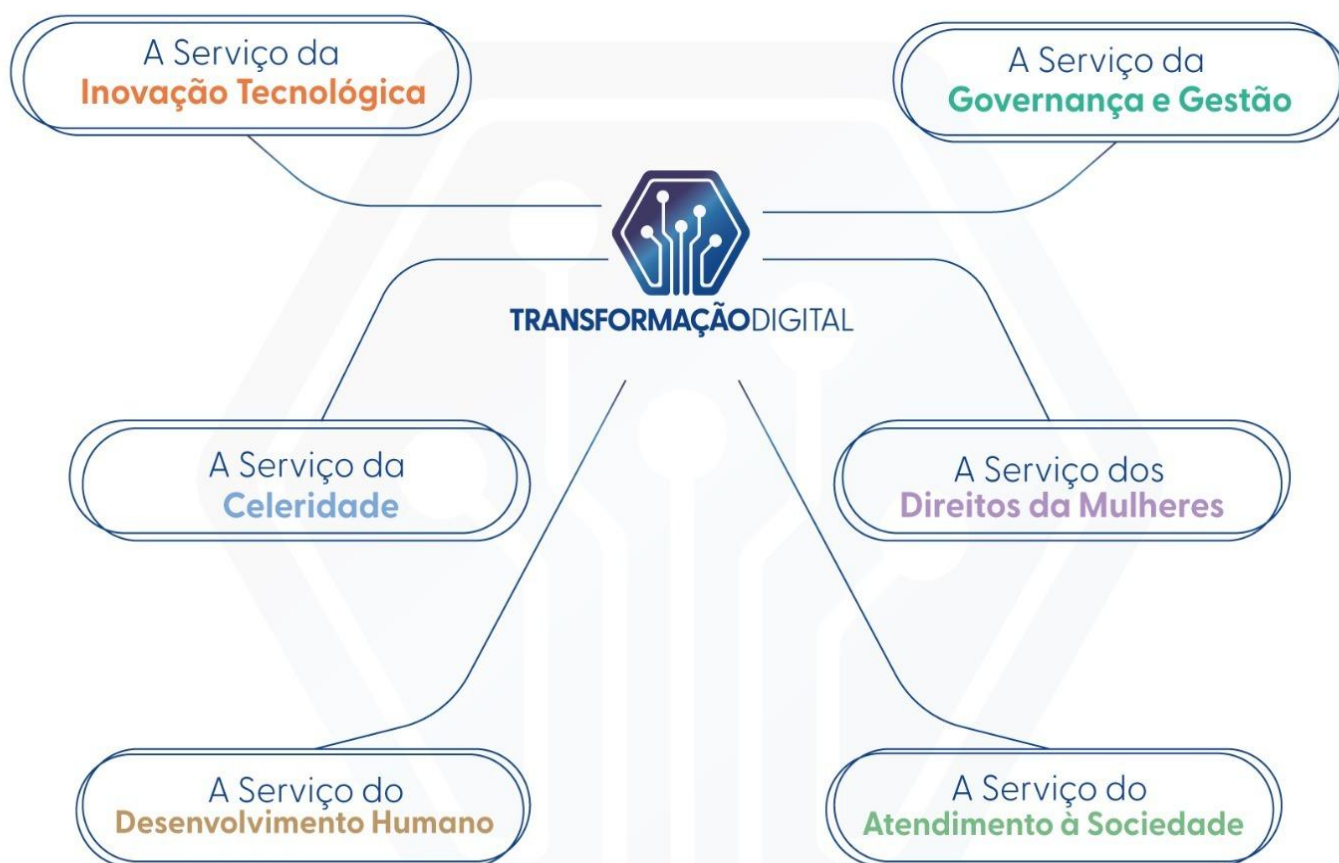 A Serviço da
Inovação Tecnológica
A Serviço da
Governança e Gestão
TRANSFORMAÇÃODIGITAL
A Serviço da
Celeridade
A Serviço dos
Direitos da Mulheres
A Serviço do
Desenvolvimento Humano
A Serviço do
Atendimento à Sociedade